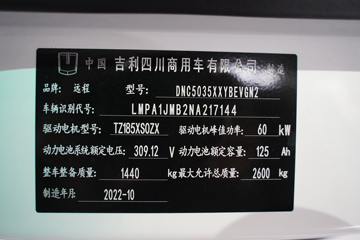 中国 吉利四川商用车有限公司 制造
品牌: 远程 型号: DNC5035XXYBEVGN2
车辆识别代号: LMPA1JMB2NA217144
驱动电机型号: TZ185XS0ZX 驱动电机峰值功率: 60 kW
动力电池系统额定电压: 309.12 V 动力电池额定容量: 125 Ah
整车整备质量: 1440 kg 最大允许总质量: 2600 kg
制造年月 2022-10